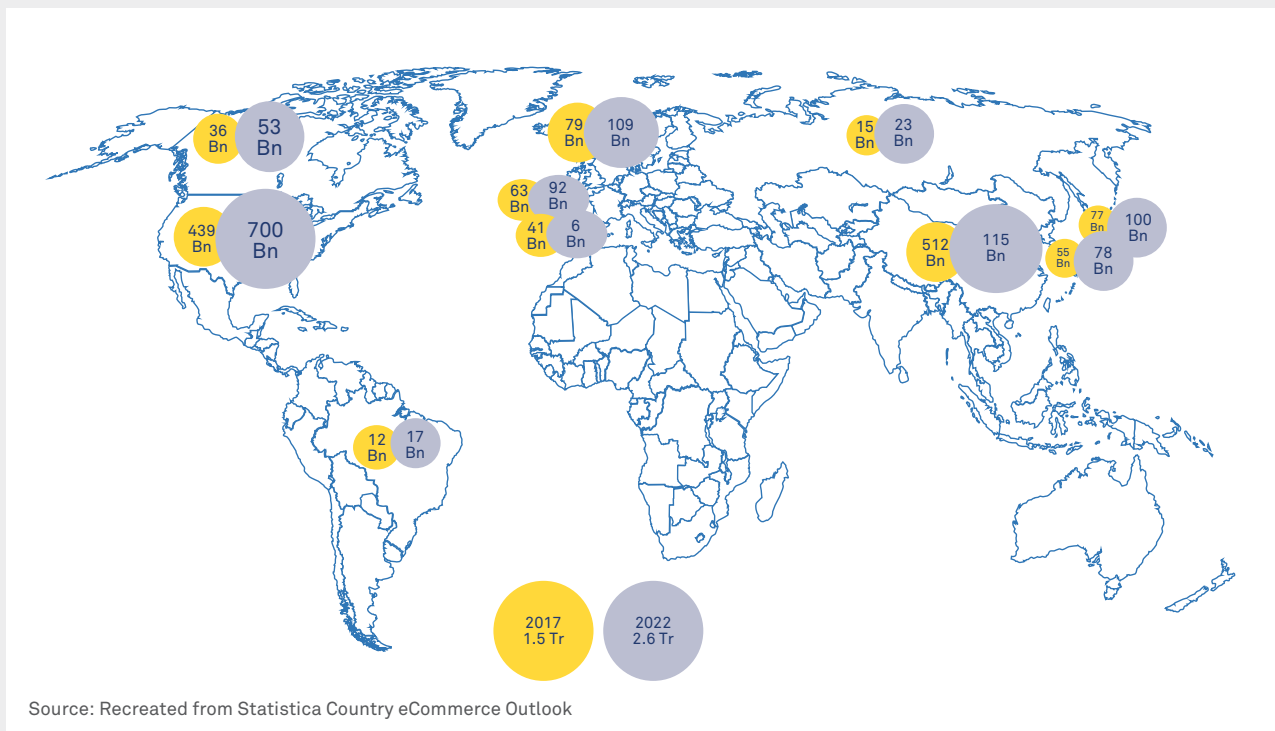 36
Bn
53
Bn
79
Bn
109
Bn
15
Bn
23
Bn
63
Bn
92
Bn
439
Bn
700
Bn
41
Bn
6
Bn
512
Bn
115
Bn
77
Bn
100
Bn
55
Bn
78
Bn
12
Bn
17
Bn
2017
1.5 Tr
2022
2.6 Tr
Source: Recreated from Statistica Country eCommerce Outlook